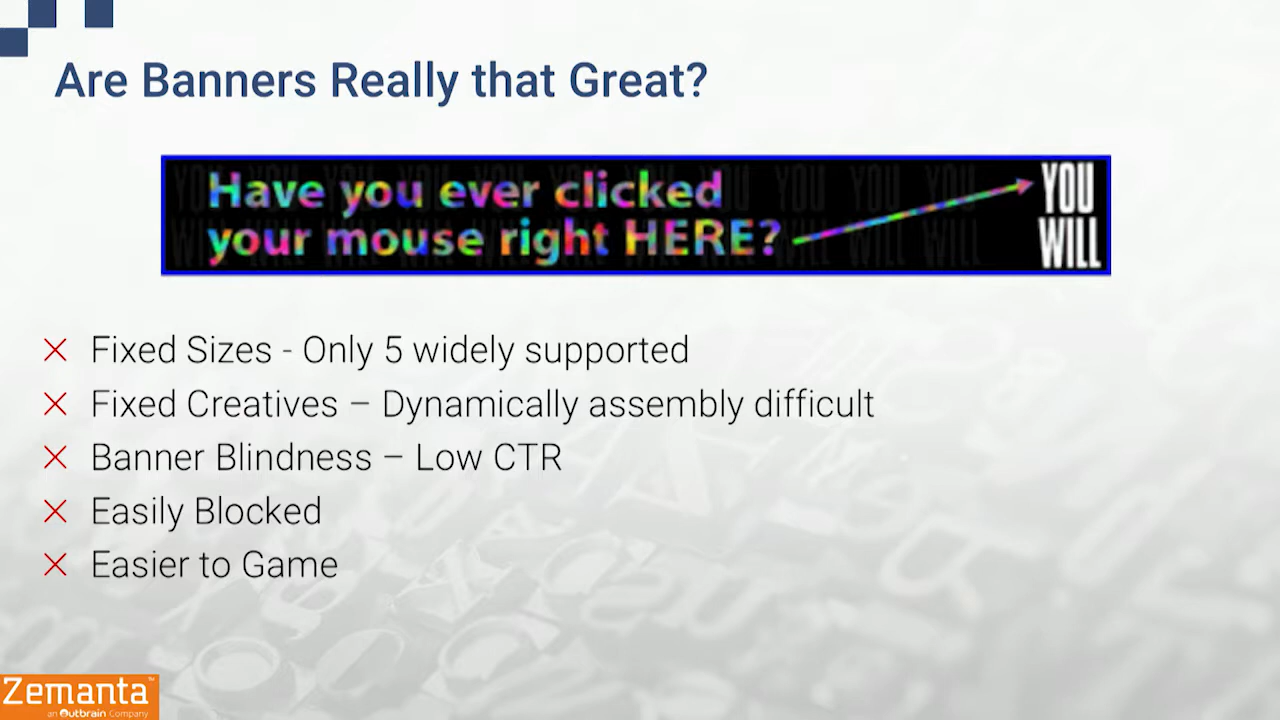 Are Banners Really that Great?
Have you ever clicked
your mouse right HERE?
YOU
WILL
Fixed Sizes - Only 5 widely supported
Fixed Creatives – Dynamically assembly difficult
Banner Blindness – Low CTR
Easily Blocked
Easier to Game
Zemanta™
an Outbrain Company